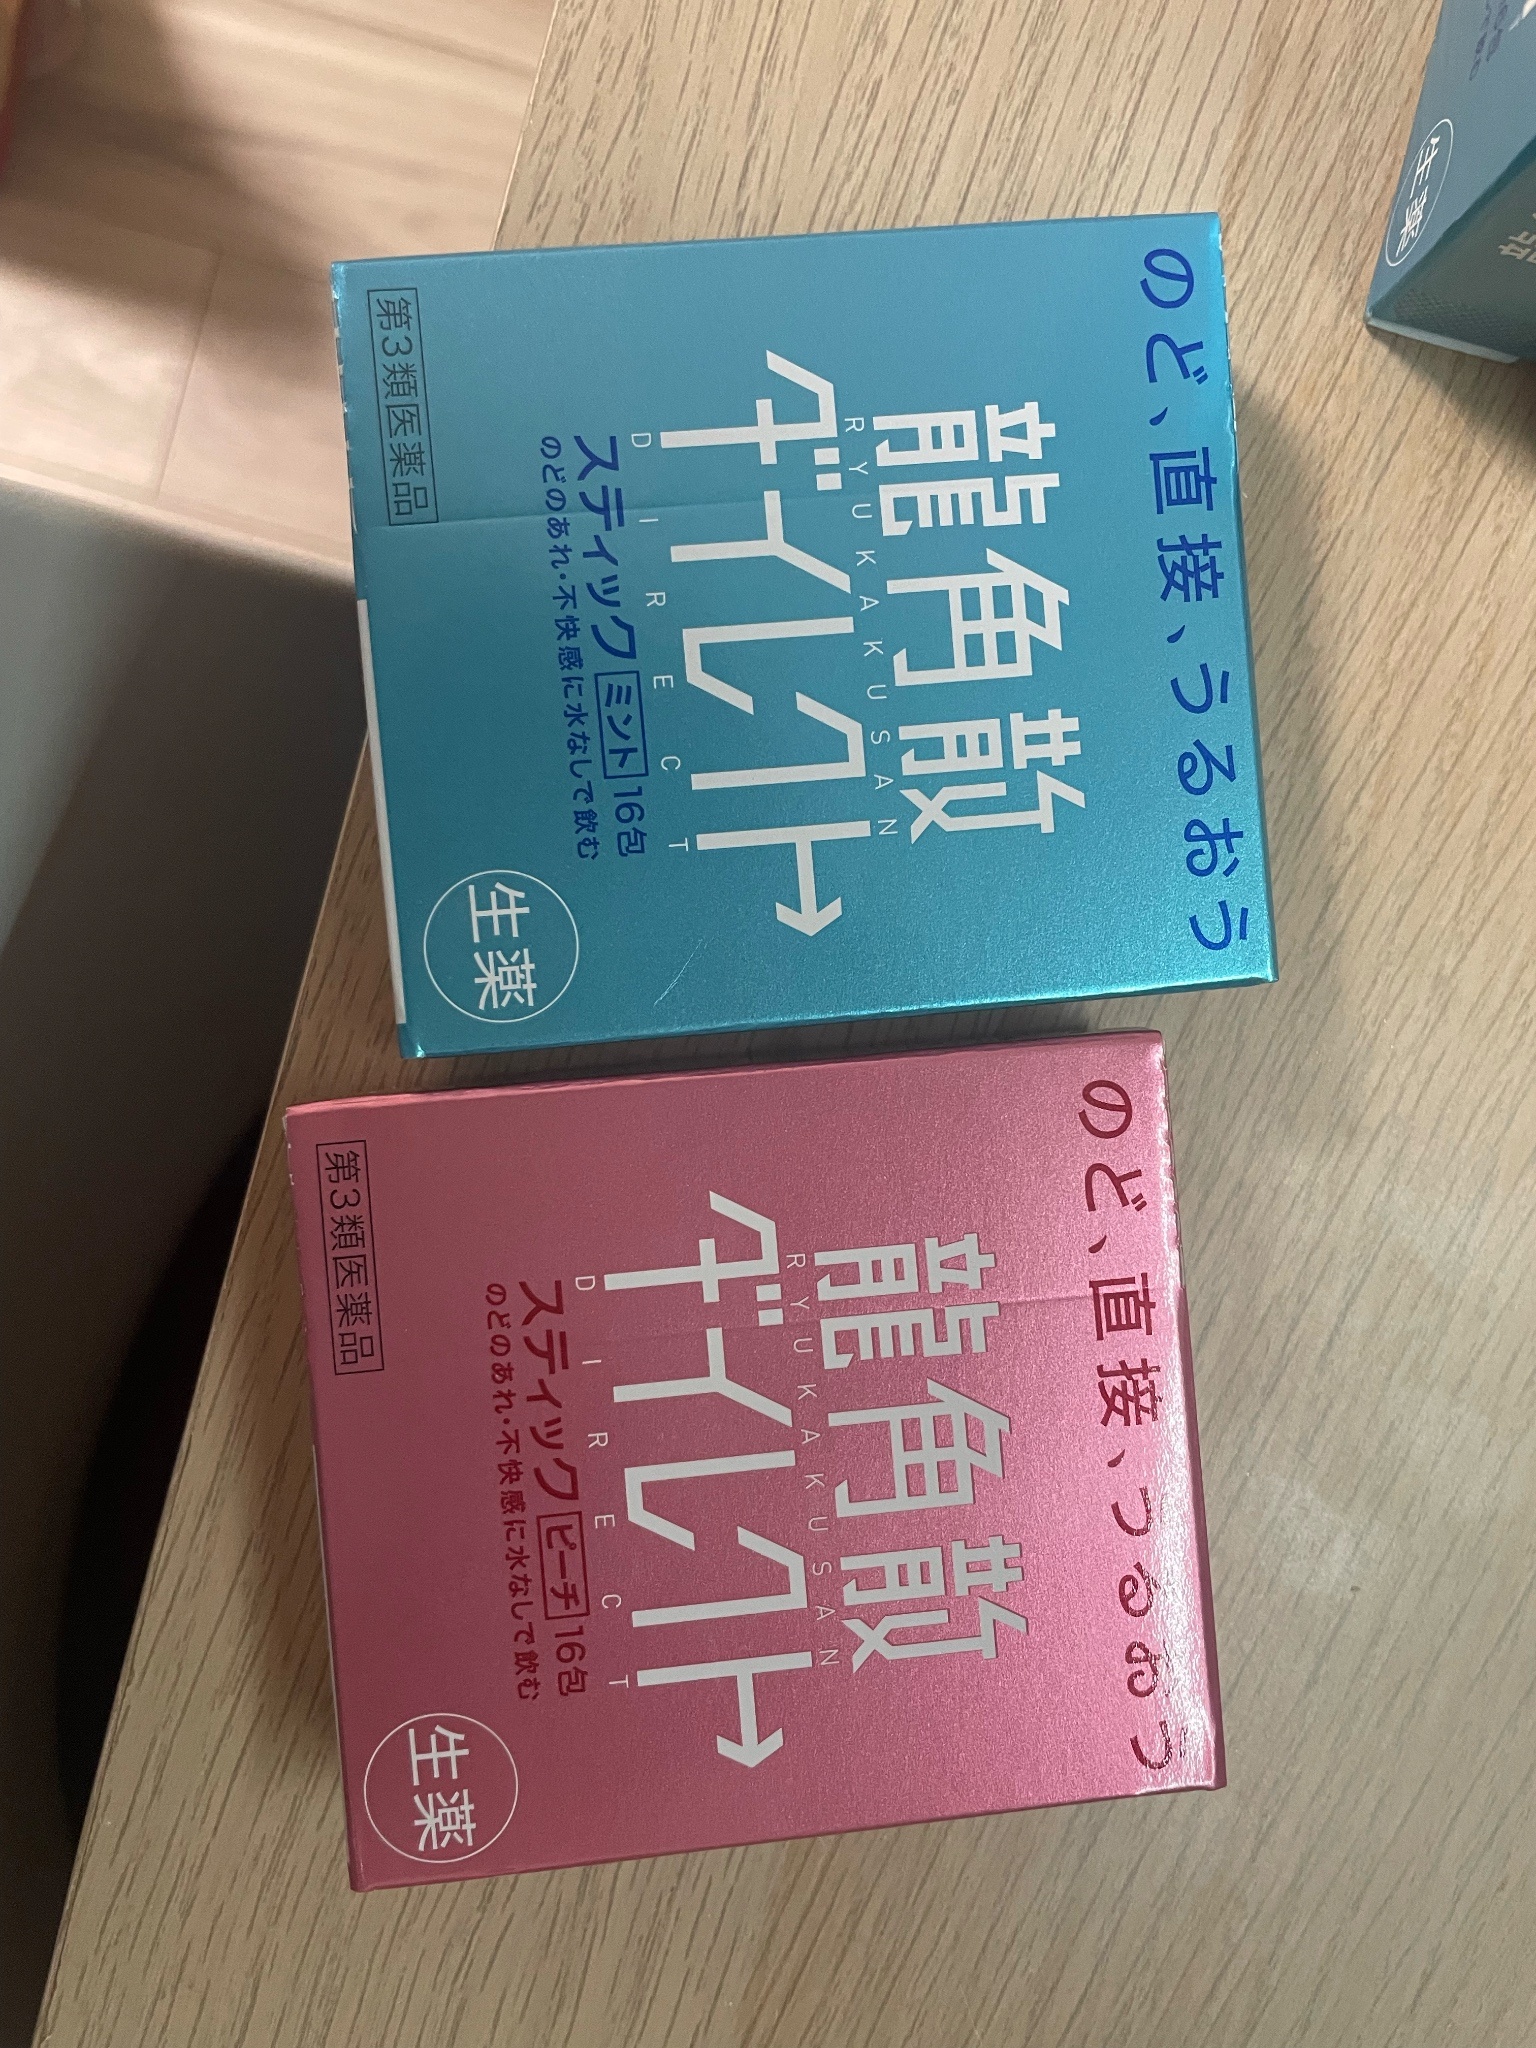 のど、直接、うるおう
龍角散
RYUKAKUSAN
ダイレクト
DIRECT
スティック ミント 16包
のどのあれ・不快感に水なしで飲む
第3類医薬品
生薬
のど、直接、うるおう
龍角散
RYUKAKUSAN
ダイレクト
DIRECT
スティック ピーチ 16包
のどのあれ・不快感に水なしで飲む
第3類医薬品
生薬
生薬